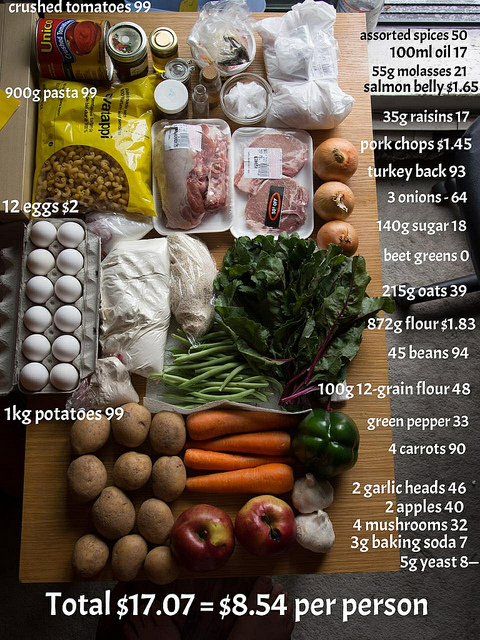 crushed tomatoes 99
Unico
assorted spices 50
100ml oil 17
55g molasses 21
salmon belly $1.65
900g pasta 99
35g raisins 17
pork chops $1.45
turkey back 93
12 eggs $2
3 onions - 64
140g sugar 18
beet greens 0
215g oats 39
872g flour $1.83
45 beans 94
100g 12-grain flour 48
1kg potatoes 99
green pepper 33
4 carrots 90
2 garlic heads 46
2 apples 40
4 mushrooms 32
3g baking soda 7
5g yeast 8–
Total $17.07 = $8.54 per person